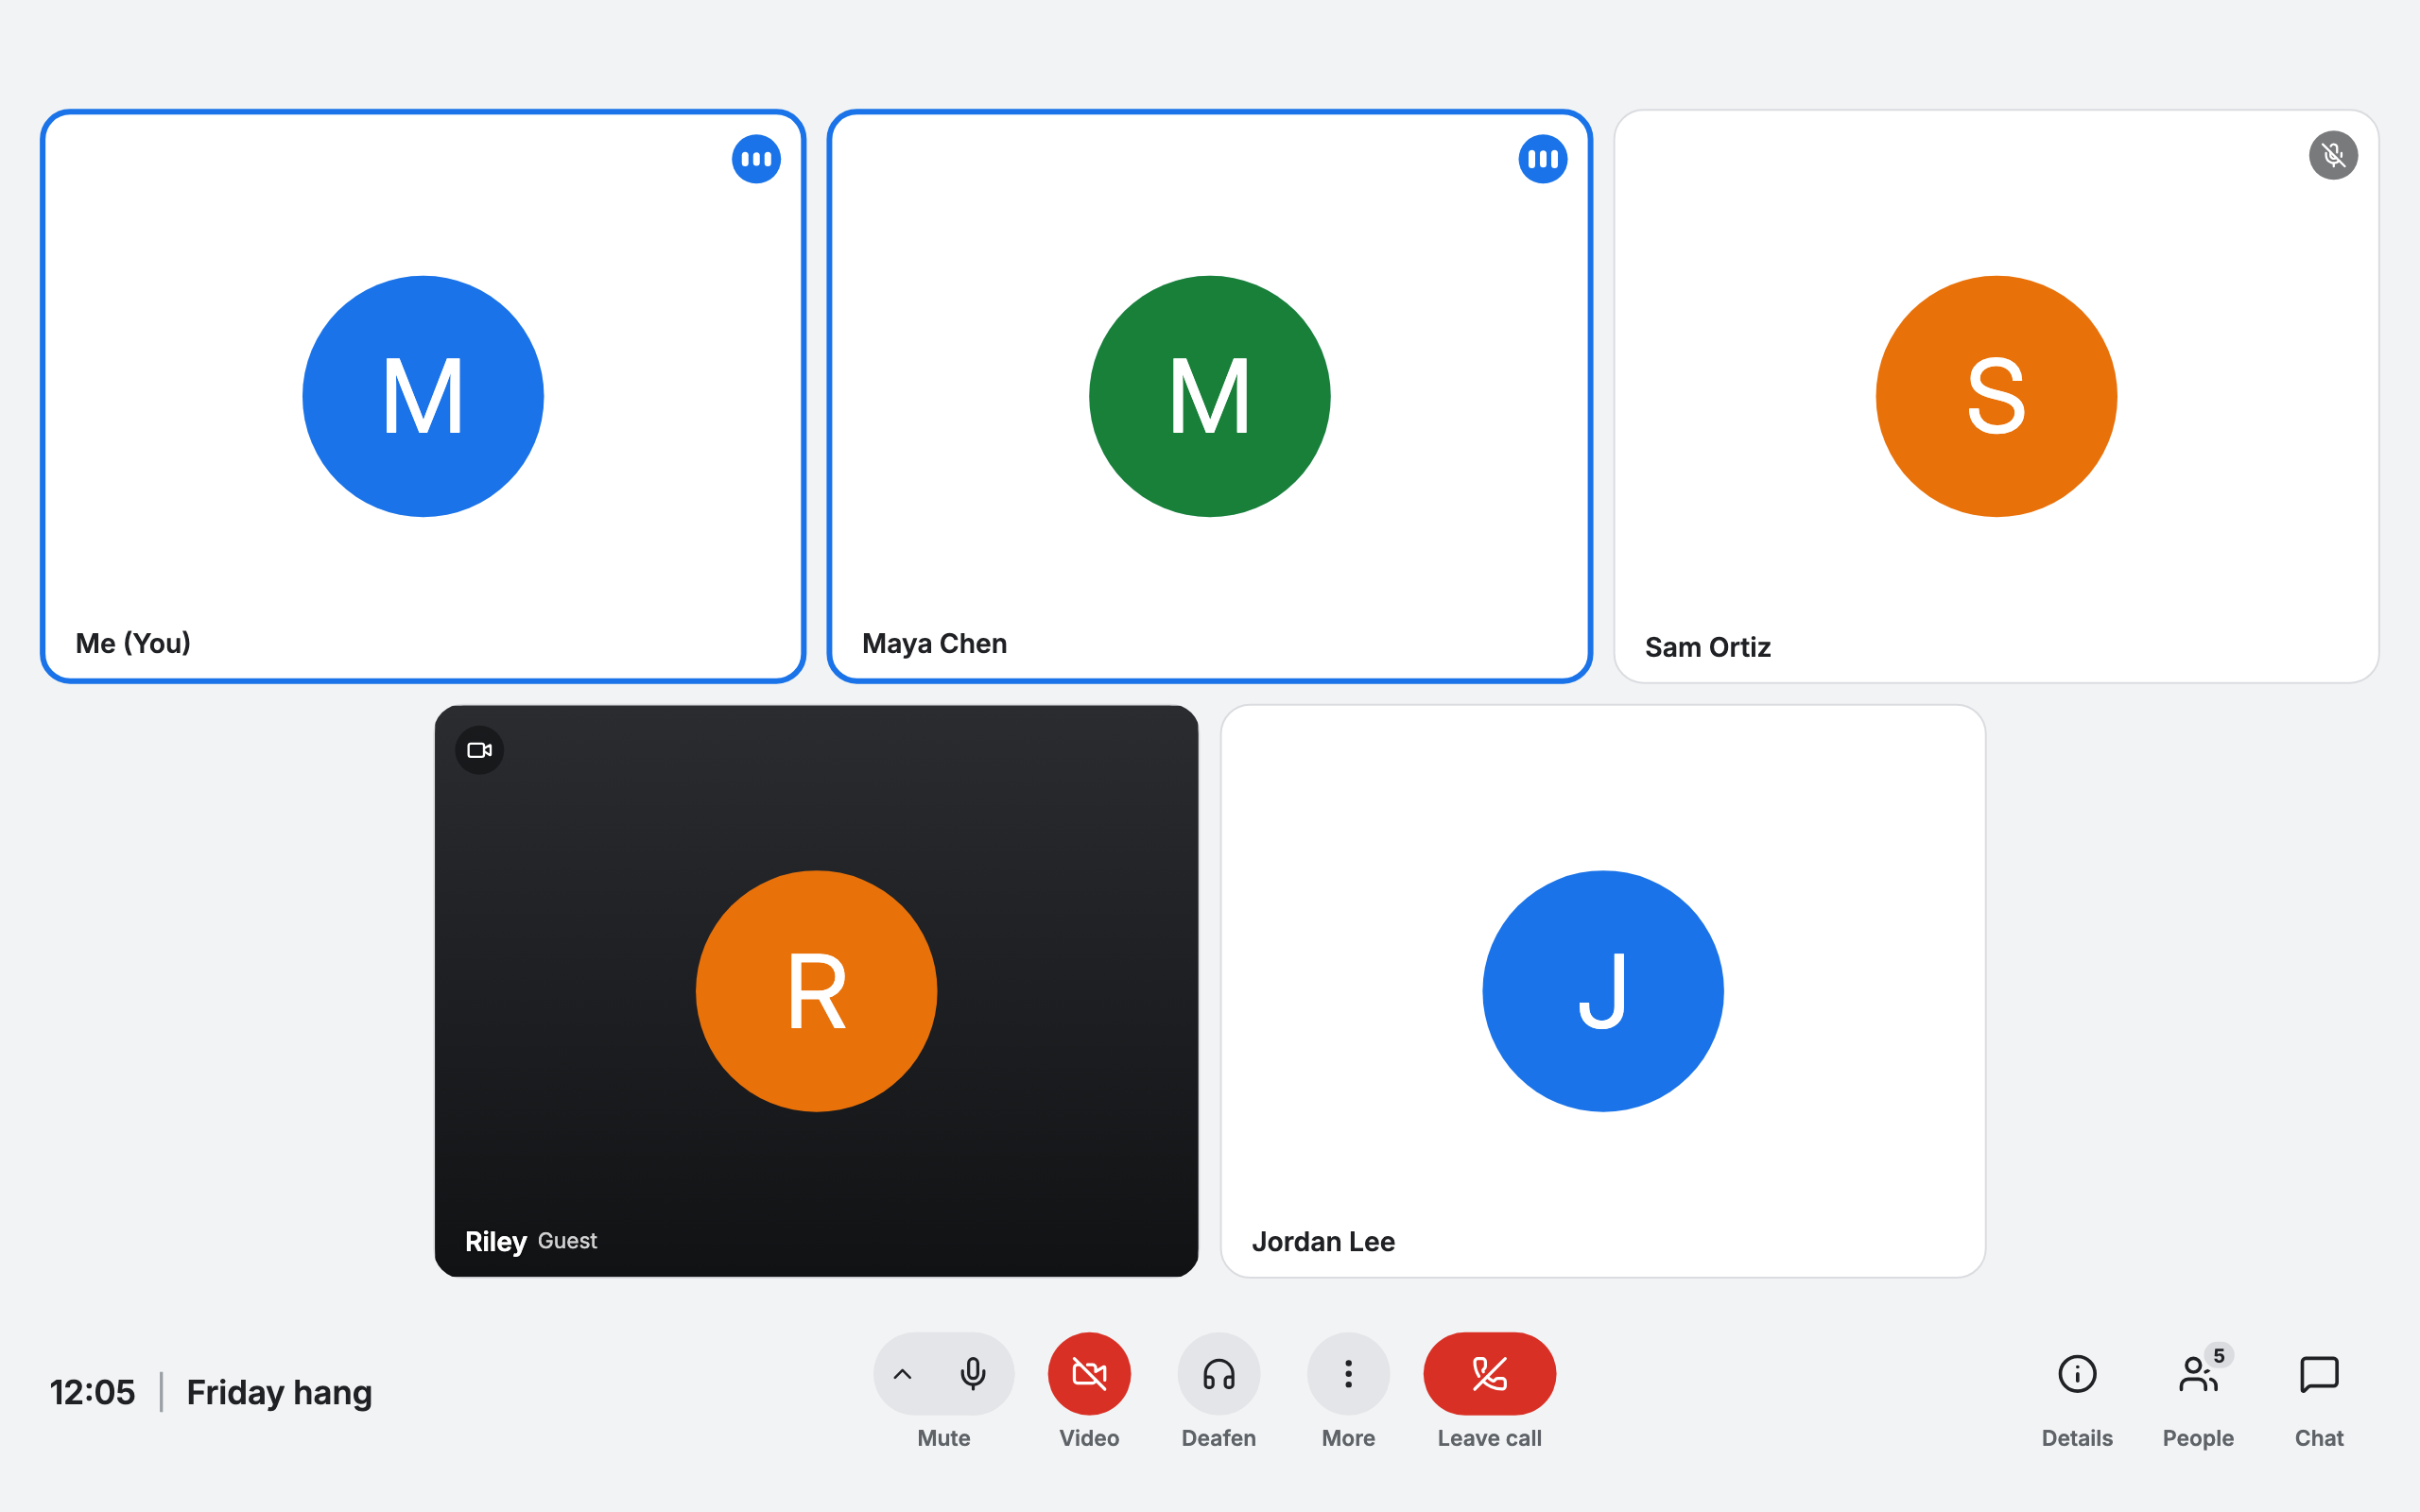 M
Me (You)
M
Maya Chen
S
Sam Ortiz
R
Riley Guest
J
Jordan Lee
12:05
Friday hang
Mute
Video
Deafen
More
Leave call
Details
5
People
Chat